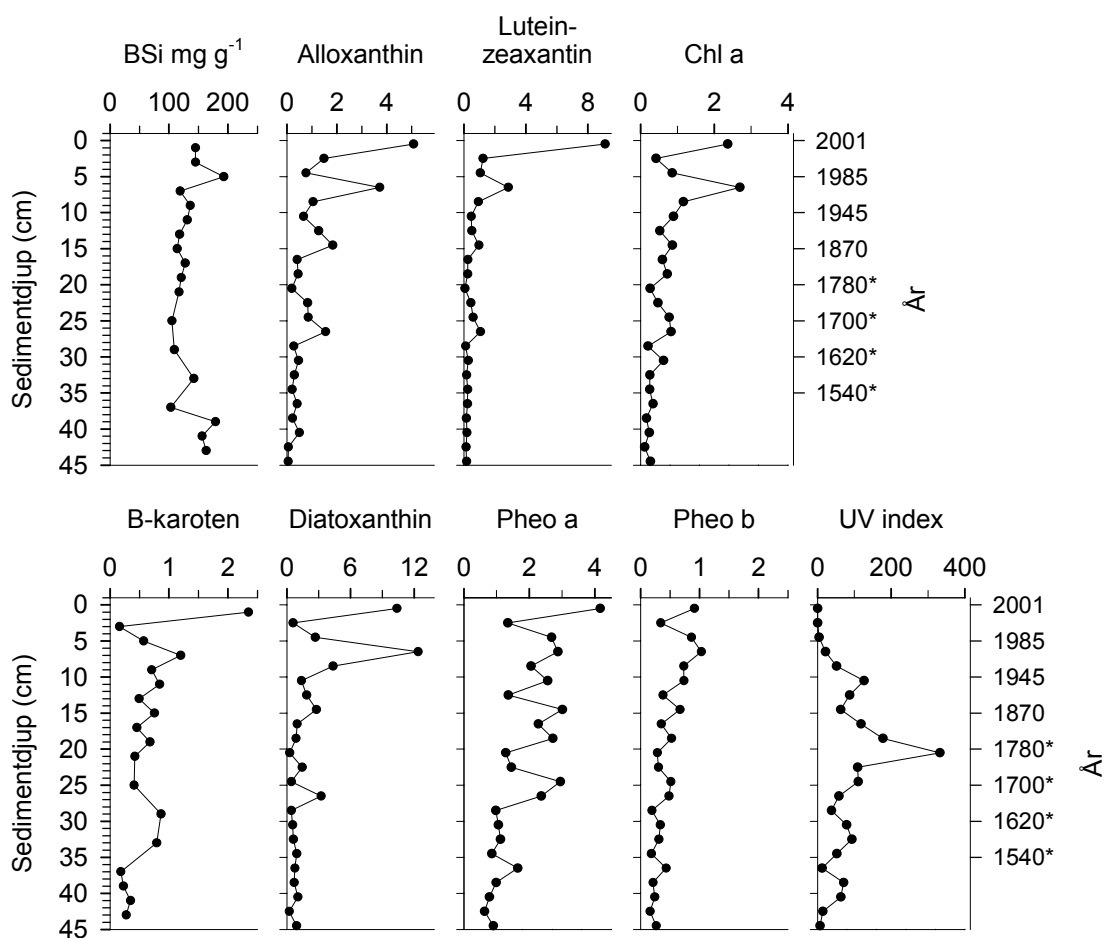 Lutein-
BSi mg g⁻¹ Alloxanthin zeaxantin Chl a
0 100 200 0 2 4 0 4 8 0 2 4
0 2001
5 1985
10 1945
15 1870
20 1780*
25 1700*
30 1620*
35 1540*
40
45
Sedimentdjup (cm)
År
B-karoten Diatoxanthin Pheo a Pheo b UV index
0 1 2 0 6 12 0 2 4 0 1 2 0 200 400
0 2001
5 1985
10 1945
15 1870
20 1780*
25 1700*
30 1620*
35 1540*
40
45
Sedimentdjup (cm)
År